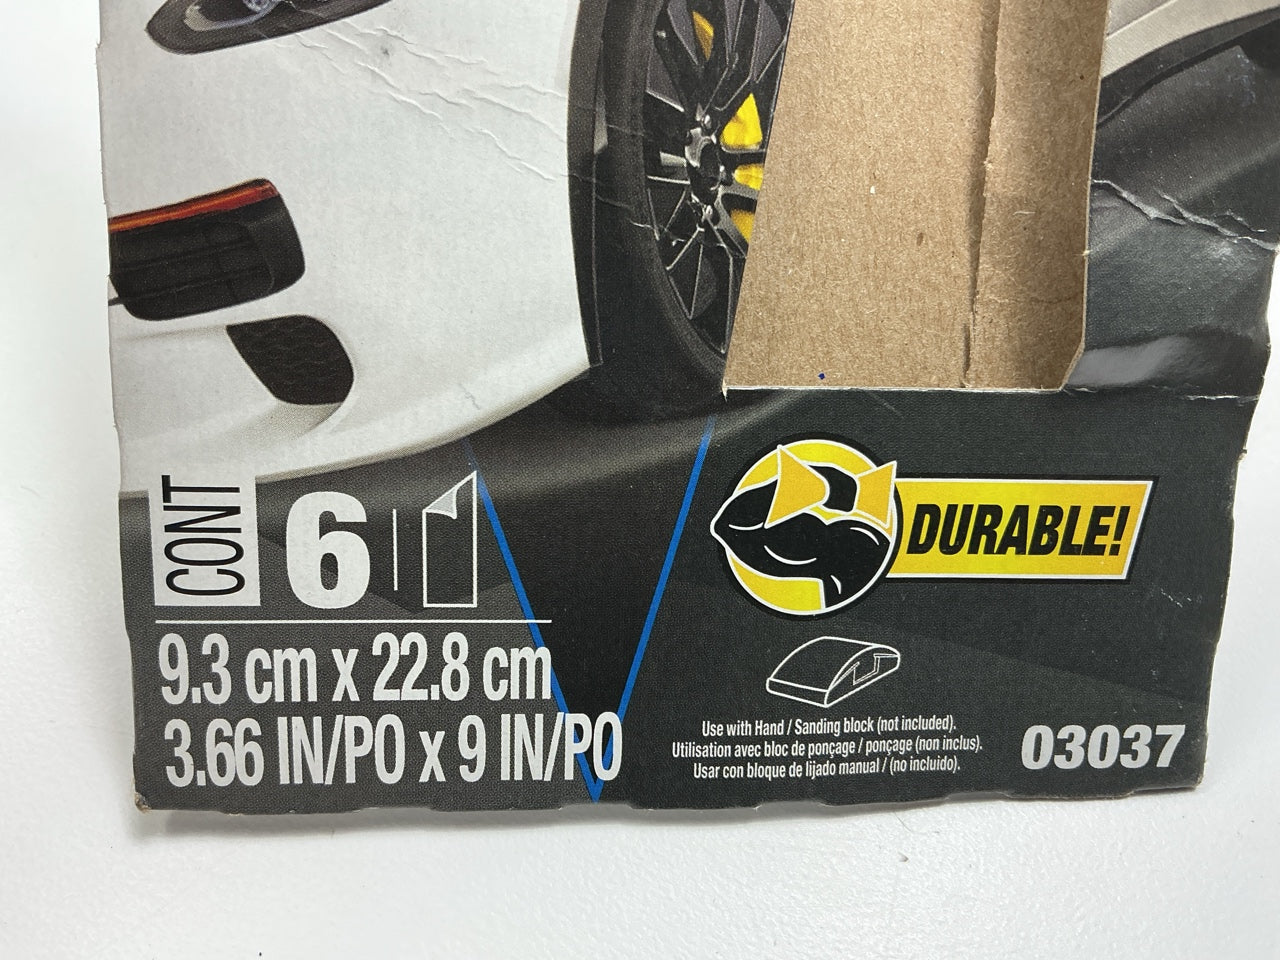 CONT
6
9.3 cm x 22.8 cm
3.66 IN/PO x 9 IN/PO
DURABLE!
Use with Hand / Sanding block (not included).
Utilisation avec bloc de ponçage / ponçage (non inclus).
Usar con bloque de lijado manual / (no incluido).
03037